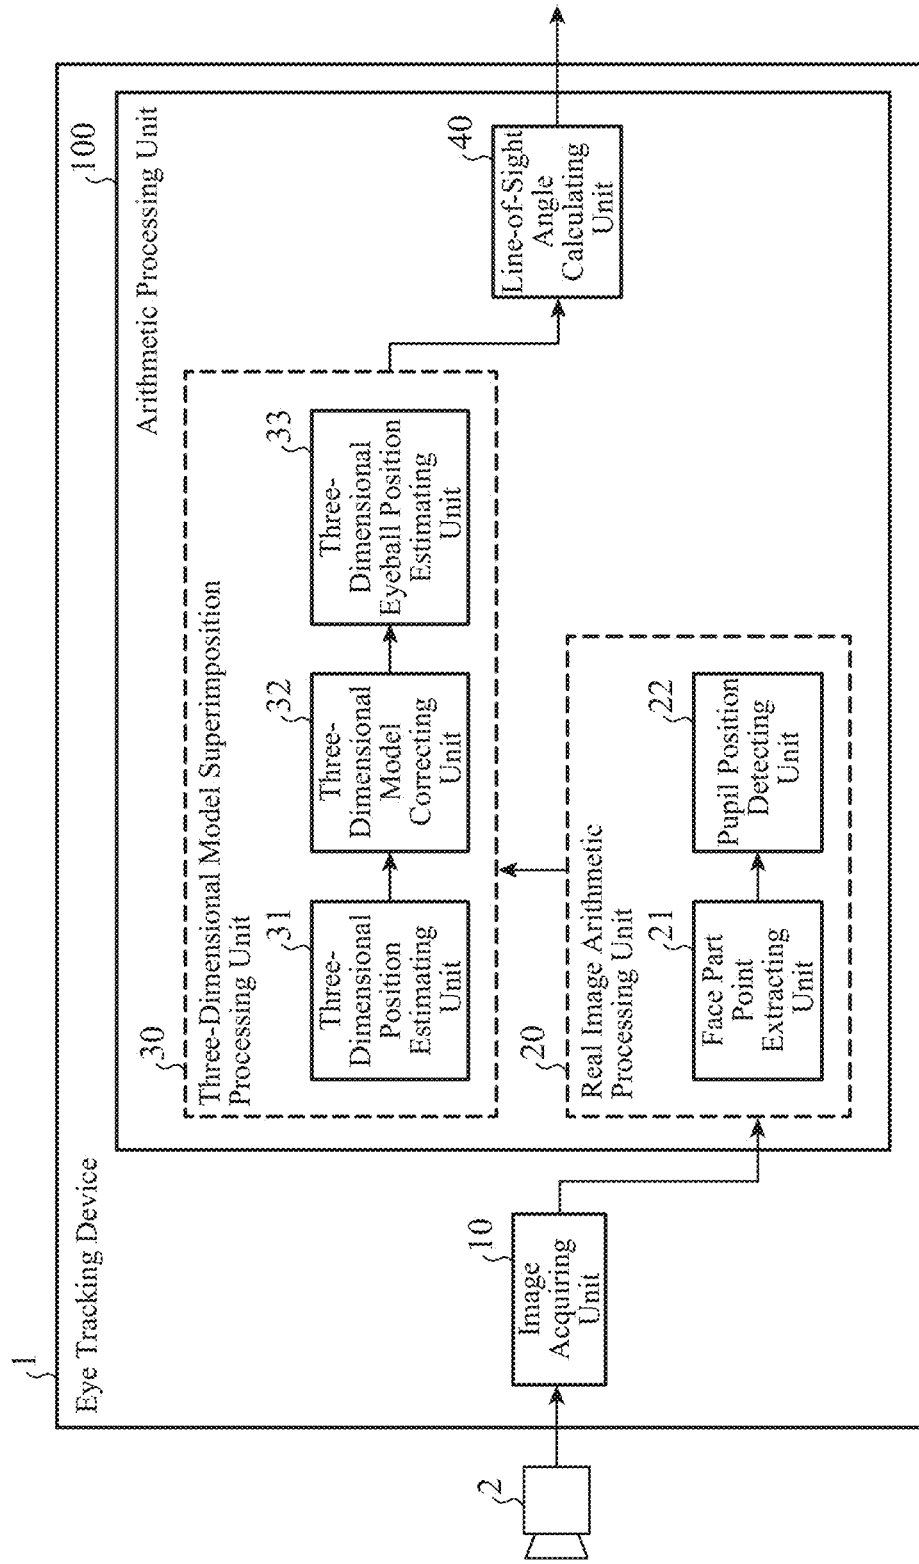 1
Eye Tracking Device
100
Arithmetic Processing Unit
30
Three-Dimensional Model Superimposition
Processing Unit
31
Three-
Dimensional
Position
Estimating
Unit
32
Three-
Dimensional
Model
Correcting
Unit
33
Three-
Dimensional
Eyeball Position
Estimating
Unit
40
Line-of-Sight
Angle
Calculating
Unit
2
10
Image
Acquiring
Unit
20
Real Image Arithmetic
Processing Unit
21
Face Part
Point
Extracting
Unit
22
Pupil Position
Detecting
Unit